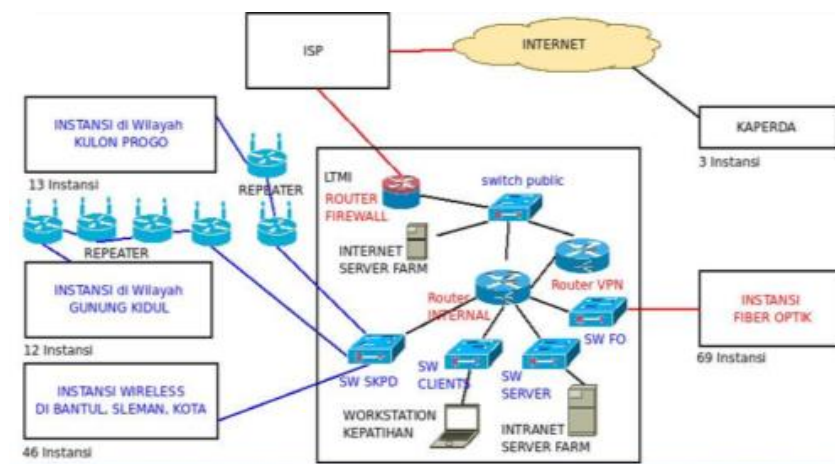 ISP
INTERNET
INSTANSI di Wilayah
KULON PROGO
13 Instansi
KAPERDA
3 Instansi
REPEATER
REPEATER
LTMI
ROUTER
FIREWALL
switch public
INTERNET
SERVER FARM
Router VPN
Router
INTERNAL
INSTANSI di Wilayah
GUNUNG KIDUL
12 Instansi
INSTANSI
FIBER OPTIK
69 Instansi
SW FO
SW SKPD
SW
CLIENTS
SW
SERVER
INSTANSI WIRELESS
DI BANTUL, SLEMAN, KOTA
46 Instansi
WORKSTATION
KEPATIHAN
INTRANET
SERVER FARM